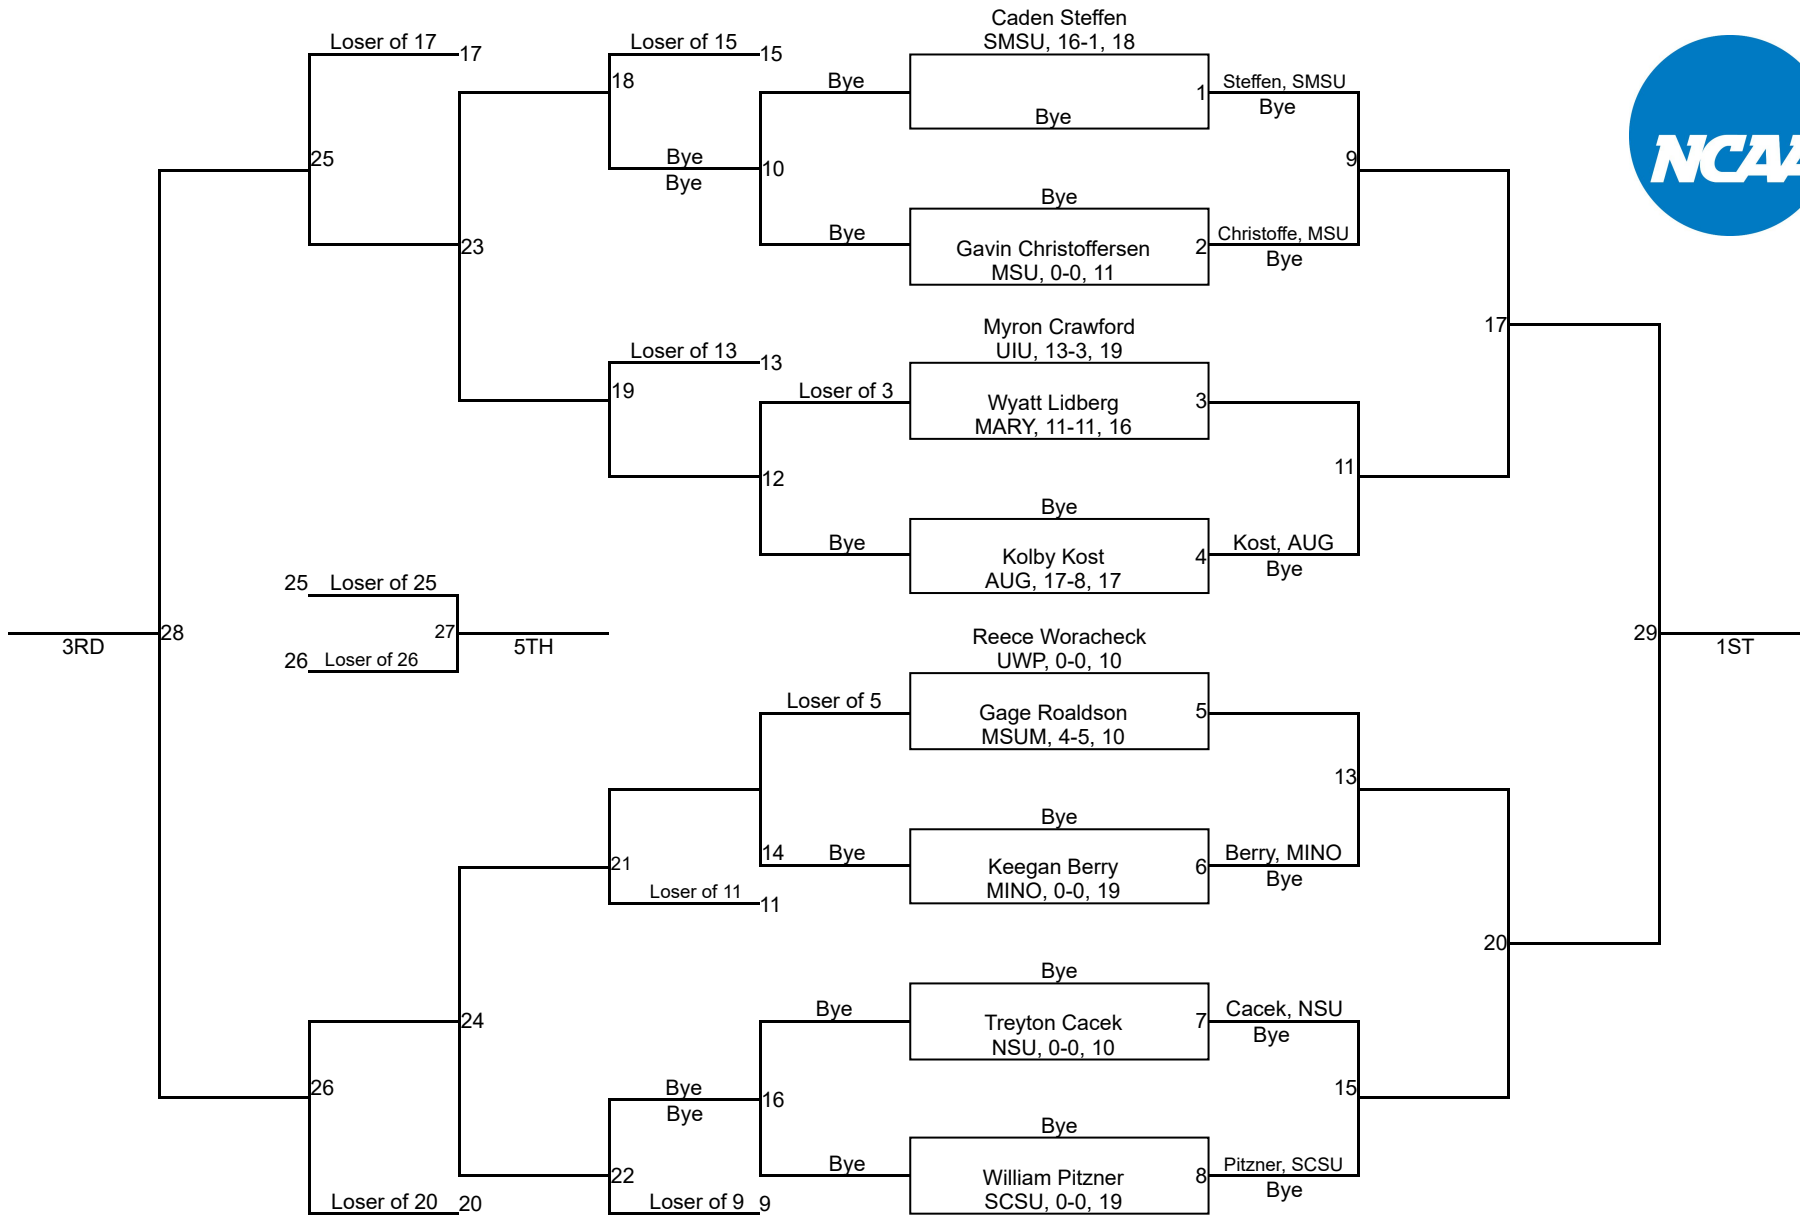 Caden Steffen
SMSU, 16-1, 18
Loser of 17
17
Loser of 15
15
18
Bye
1
Steffen, SMSU
Bye
Bye
25
Bye
Bye
10
9
NCAA
Bye
Bye
Gavin Christoffersen
MSU, 0-0, 11
2
Christoffe, MSU
Bye
23
Myron Crawford
UIU, 13-3, 19
17
Loser of 13
13
19
Loser of 3
Wyatt Lidberg
MARY, 11-11, 16
3
12
11
Bye
Bye
Kolby Kost
AUG, 17-8, 17
4
Kost, AUG
Bye
25
Loser of 25
3RD
28
27
5TH
26
Loser of 26
Reece Woracheck
UWP, 0-0, 10
29
1ST
Loser of 5
Gage Roaldson
MSUM, 4-5, 10
5
13
Bye
14
Bye
Keegan Berry
MINO, 0-0, 19
6
Berry, MINO
Bye
21
Loser of 11
11
20
Bye
24
Bye
Treyton Cacek
NSU, 0-0, 10
7
Cacek, NSU
Bye
26
Bye
Bye
16
15
Bye
Bye
William Pitzner
SCSU, 0-0, 19
8
Pitzner, SCSU
Bye
22
Loser of 20
20
Loser of 9
9